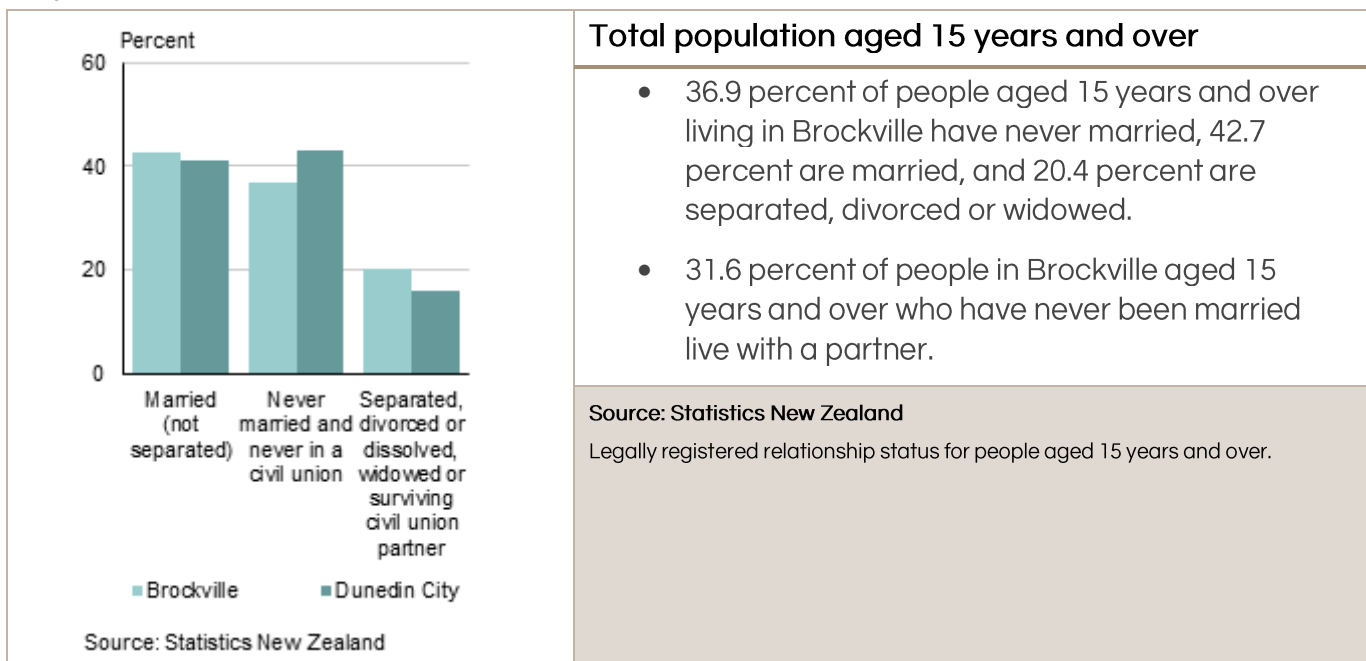 Percent
60
40
20
0
Married
(not
separated)
Never
married and
never in a
civil union
Separated,
divorced or
dissolved,
widowed or
surviving
civil union
partner
Brockville
Dunedin City
Source: Statistics New Zealand
Total population aged 15 years and over
• 36.9 percent of people aged 15 years and over
living in Brockville have never married, 42.7
percent are married, and 20.4 percent are
separated, divorced or widowed.
• 31.6 percent of people in Brockville aged 15
years and over who have never been married
live with a partner.
Source: Statistics New Zealand
Legally registered relationship status for people aged 15 years and over.